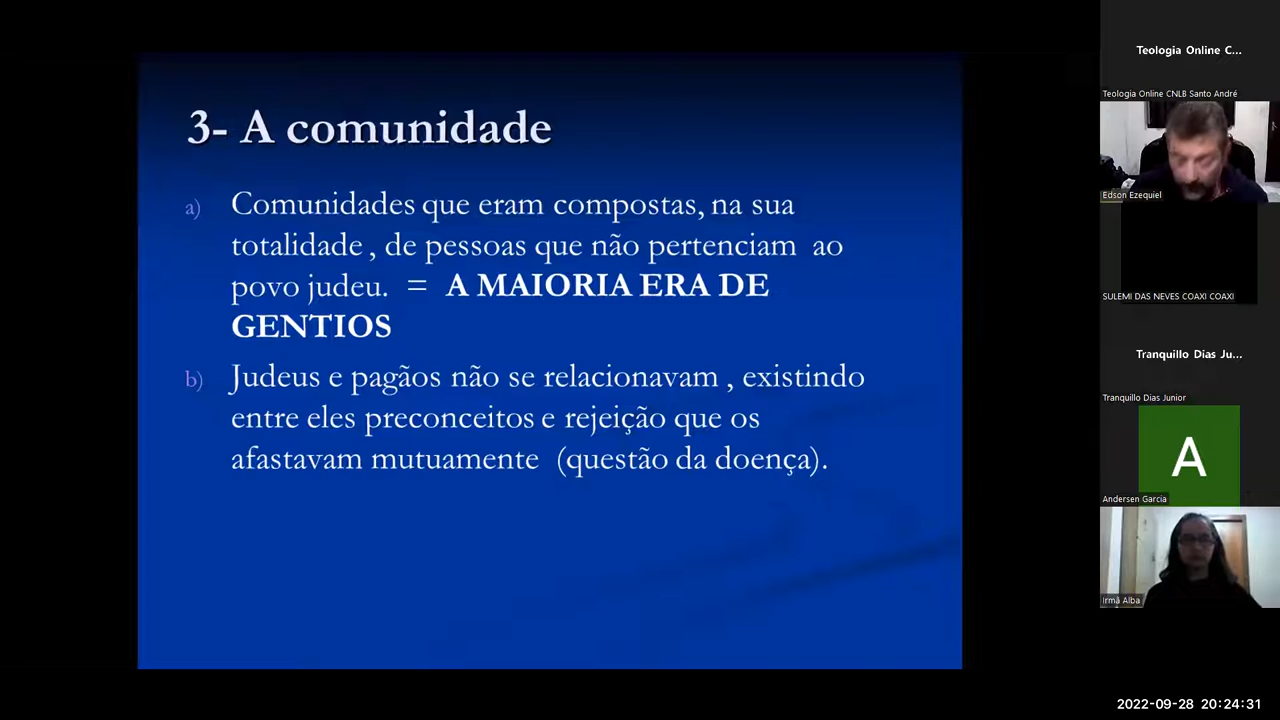 3- A comunidade
a) Comunidades que eram compostas, na sua
totalidade , de pessoas que não pertenciam ao
povo judeu. = A MAIORIA ERA DE
GENTIOS
b) Judeus e pagãos não se relacionavam , existindo
entre eles preconceitos e rejeição que os
afastavam mutuamente (questão da doença).
Teologia Online C...
Teologia Online CNLB Santo André
Edson Ezequiel
SULEMI DAS NEVES COAXI COAXI
Tranquillo Dias Ju...
Tranquillo Dias Junior
A
Andersen Garcia
Irmã Alba
2022-09-28 20:24:31